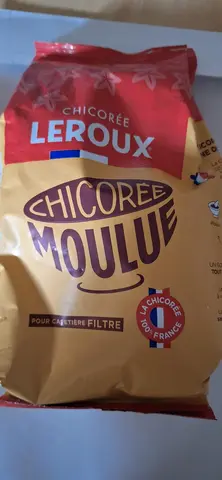 CHICORÉE
LEROUX
CHICORÉE
MOULUE
POUR CAFETIÈRE FILTRE
LA CHICORÉE
100% FRANCE